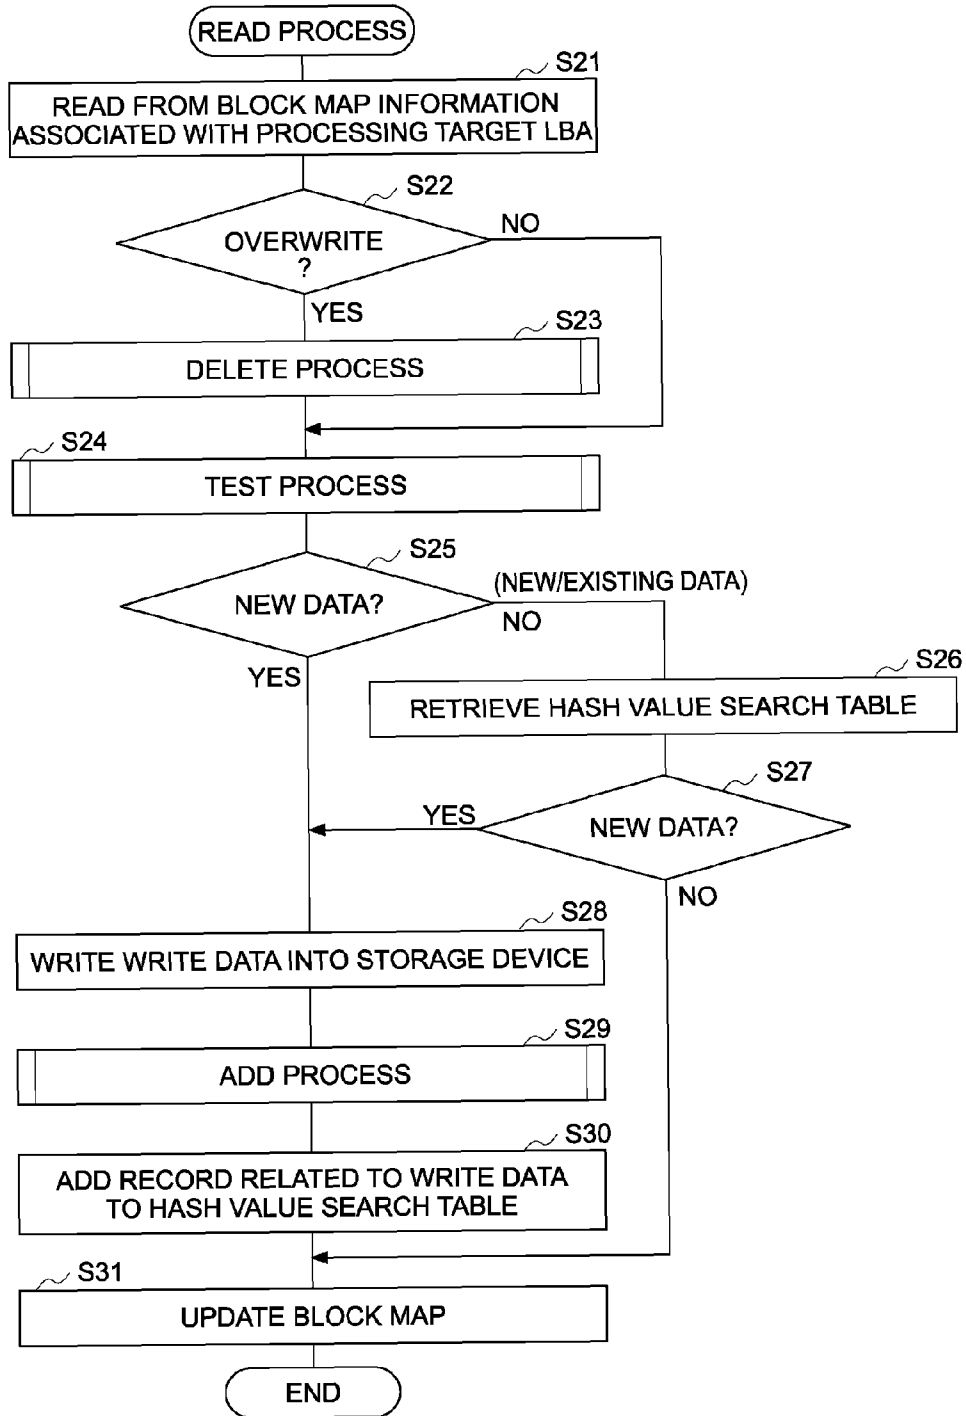 READ PROCESS
S21
READ FROM BLOCK MAP INFORMATION
ASSOCIATED WITH PROCESSING TARGET LBA
S22
OVERWRITE
?
NO
YES
S23
DELETE PROCESS
S24
TEST PROCESS
S25
NEW DATA?
(NEW/EXISTING DATA)
NO
YES
S26
RETRIEVE HASH VALUE SEARCH TABLE
S27
NEW DATA?
YES
NO
S28
WRITE WRITE DATA INTO STORAGE DEVICE
S29
ADD PROCESS
S30
ADD RECORD RELATED TO WRITE DATA
TO HASH VALUE SEARCH TABLE
S31
UPDATE BLOCK MAP
END